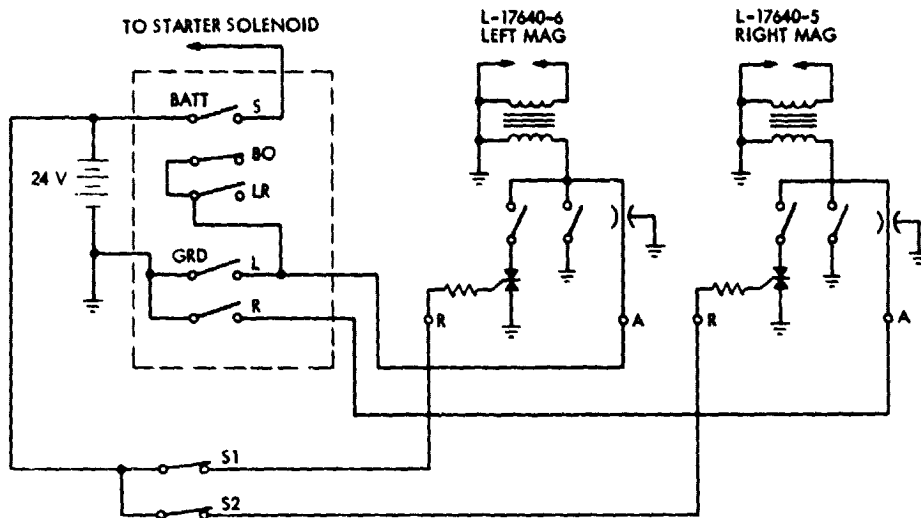 TO STARTER SOLENOID
L-17640-6
LEFT MAG
L-17640-5
RIGHT MAG
BATT
S
BO
LR
24 V
GRD
L
R
R
A
R
A
S1
S2